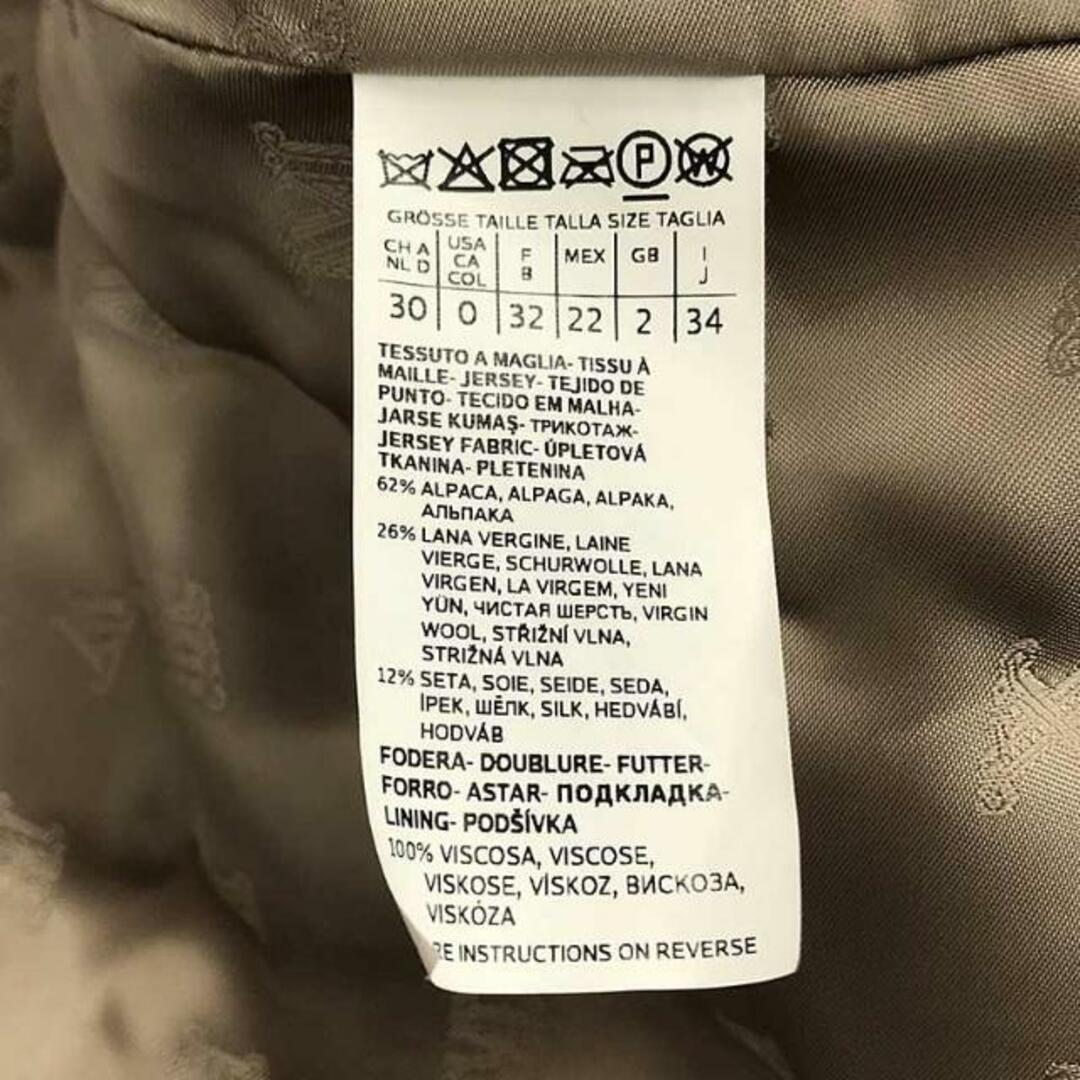 P W
GRÖSSE TAILLE TALLA SIZE TAGLIA
CH A USA F MEX GB I
NL D CA B J
COL
30 0 32 22 2 34
TESSUTO A MAGLIA- TISSU À
MAILLE- JERSEY- TEJIDO DE
PUNTO- TECIDO EM MALHA-
JARSE KUMAŞ- ТРИКОТАЖ-
JERSEY FABRIC- ÚPLETOVÁ
TKANINA- PLETENINA
62% ALPACA, ALPAGA, ALPAKA,
АЛЬПАКА
26% LANA VERGINE, LAINE
VIERGE, SCHURWOLLE, LANA
VIRGEN, LA VIRGEM, YENI
YÜN, ЧИСТАЯ ШЕРСТЬ, VIRGIN
WOOL, STŘIŽNÍ VLNA,
STRIŽNÁ VLNA
12% SETA, SOIE, SEIDE, SEDA,
İPEK, ШЁЛК, SILK, HEDVÁBÍ,
HODVÁB
FODERA- DOUBLURE- FUTTER-
FORRO- ASTAR- ПОДКЛАДКА-
LINING- PODŠÍVKA
100% VISCOSA, VISCOSE,
VISKOSE, VİSKOZ, ВИСКОЗА,
VISKÓZA
RE INSTRUCTIONS ON REVERSE